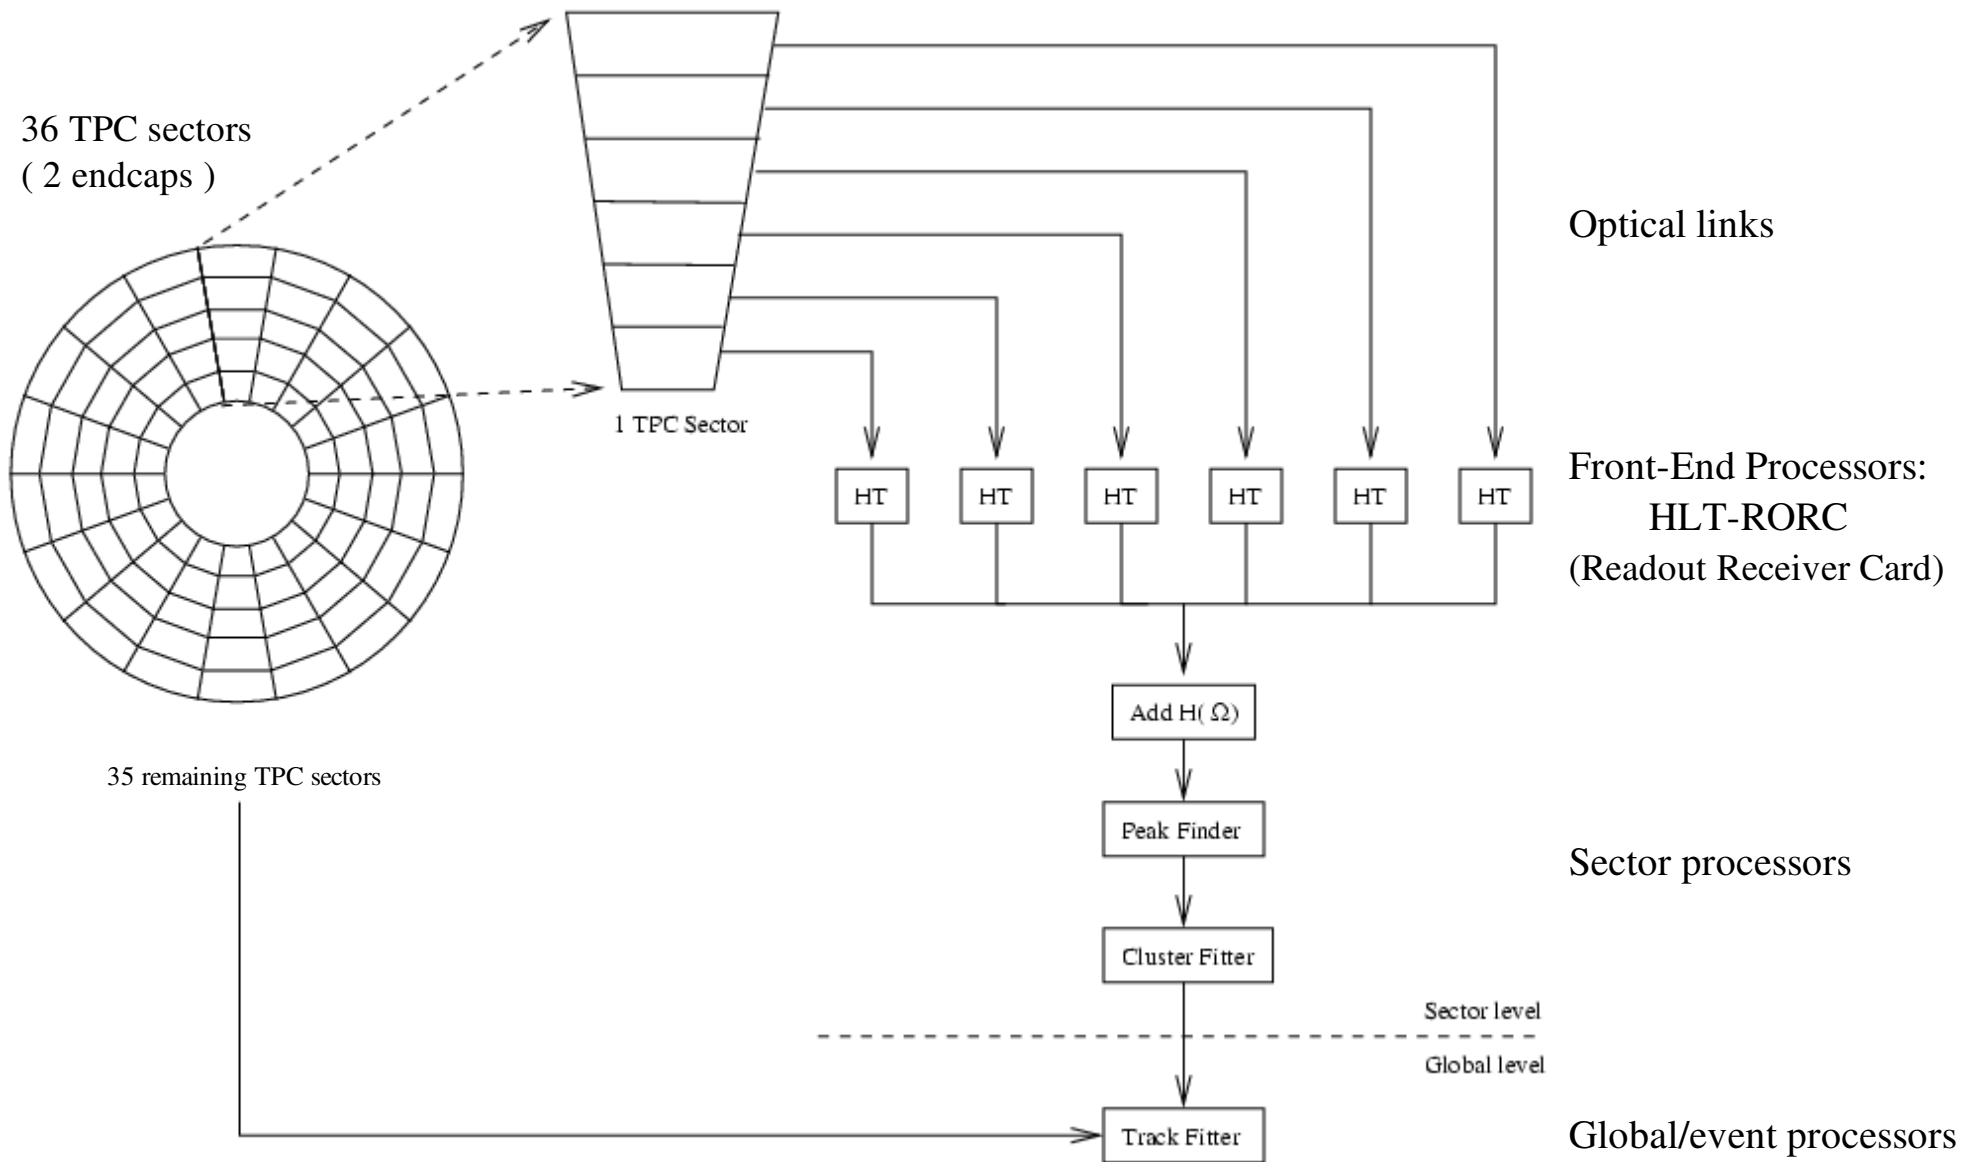 36 TPC sectors
( 2 endcaps )
Optical links
1 TPC Sector
Front-End Processors:
HLT-RORC
(Readout Receiver Card)
HT HT HT HT HT HT
Add H( Ω)
35 remaining TPC sectors
Peak Finder
Sector processors
Cluster Fitter
Sector level
Global level
Track Fitter
Global/event processors